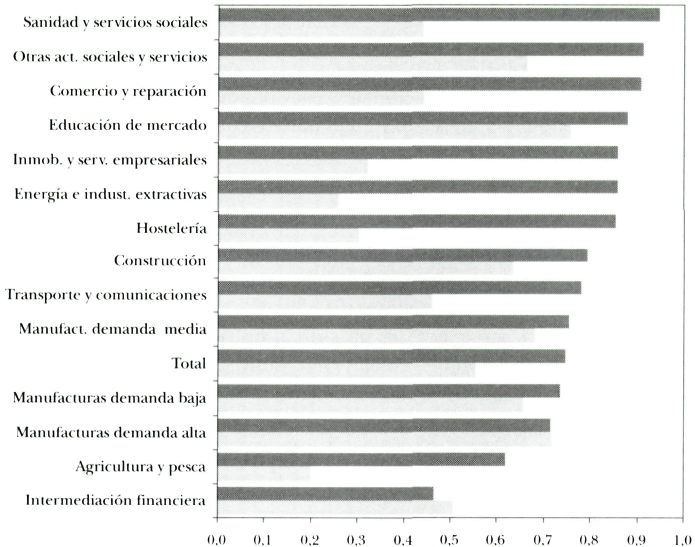 Sanidad y servicios sociales
Otras act. sociales y servicios
Comercio y reparación
Educación de mercado
Inmob. y serv. empresariales
Energía e indust. extractivas
Hostelería
Construcción
Transporte y comunicaciones
Manufact. demanda media
Total
Manufacturas demanda baja
Manufacturas demanda alta
Agricultura y pesca
Intermediación financiera
0,0 0,1 0,2 0,3 0,4 0,5 0,6 0,7 0,8 0,9 1,0